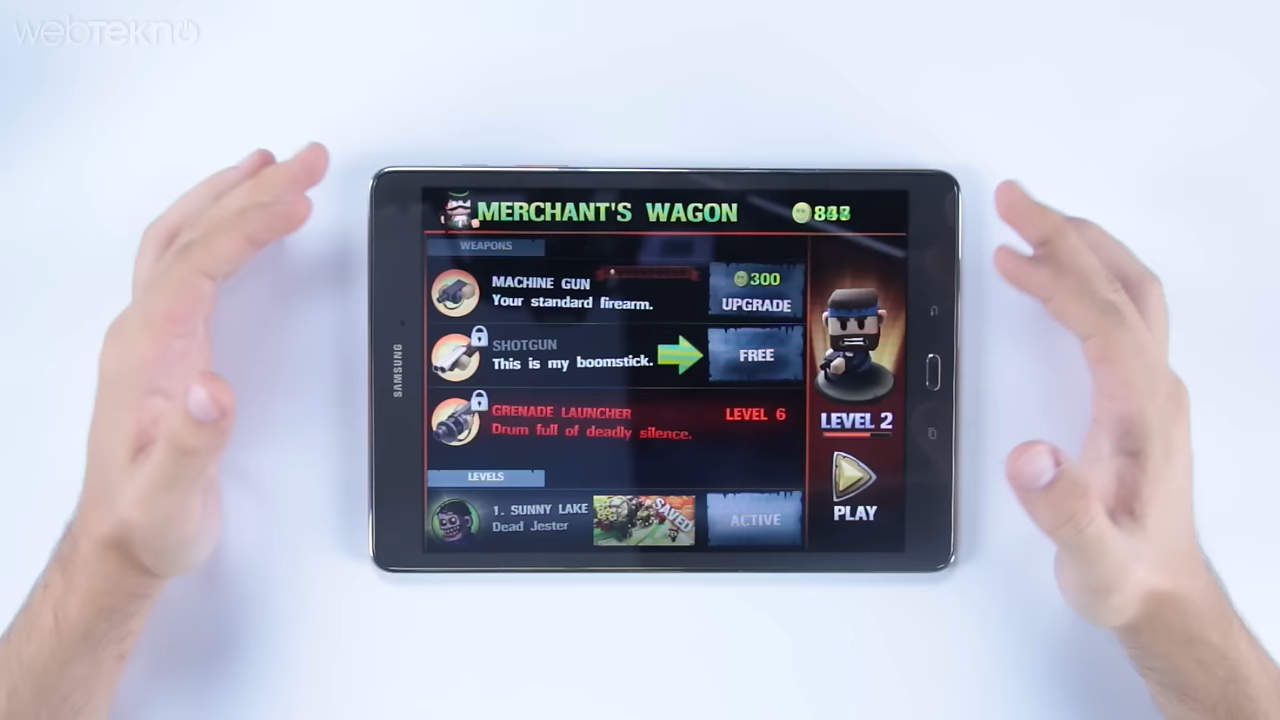 webtekno
MERCHANT'S WAGON
WEAPONS
MACHINE GUN
Your standard firearm.
300
UPGRADE
SHOTGUN
This is my boomstick.
FREE
GRENADE LAUNCHER
LEVEL 6
Drum full of deadly silence.
LEVELS
1. SUNNY LAKE
Dead Jester
SAVED
ACTIVE
LEVEL 2
PLAY
SAMSUNG